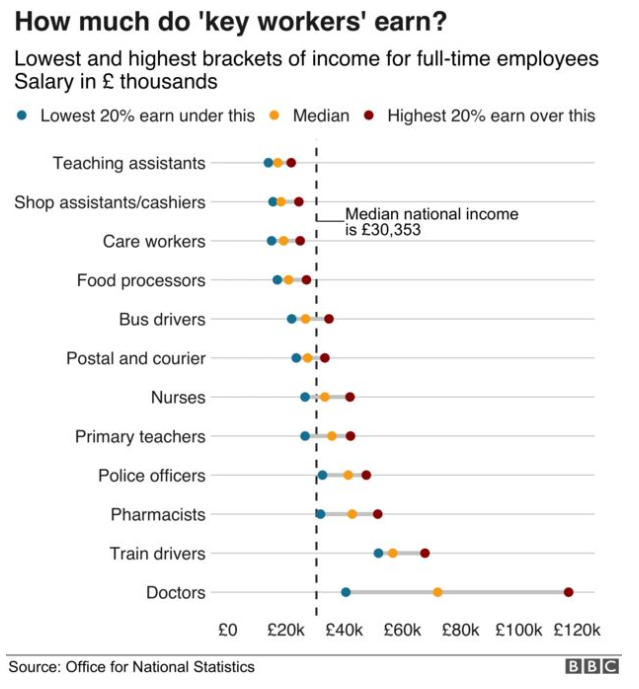 How much do 'key workers' earn?
Lowest and highest brackets of income for full-time employees
Salary in £ thousands
Lowest 20% earn under this Median Highest 20% earn over this
Teaching assistants
Shop assistants/cashiers
Median national income
is £30,353
Care workers
Food processors
Bus drivers
Postal and courier
Nurses
Primary teachers
Police officers
Pharmacists
Train drivers
Doctors
£0 £20k £40k £60k £80k £100k £120k
Source: Office for National Statistics BBC